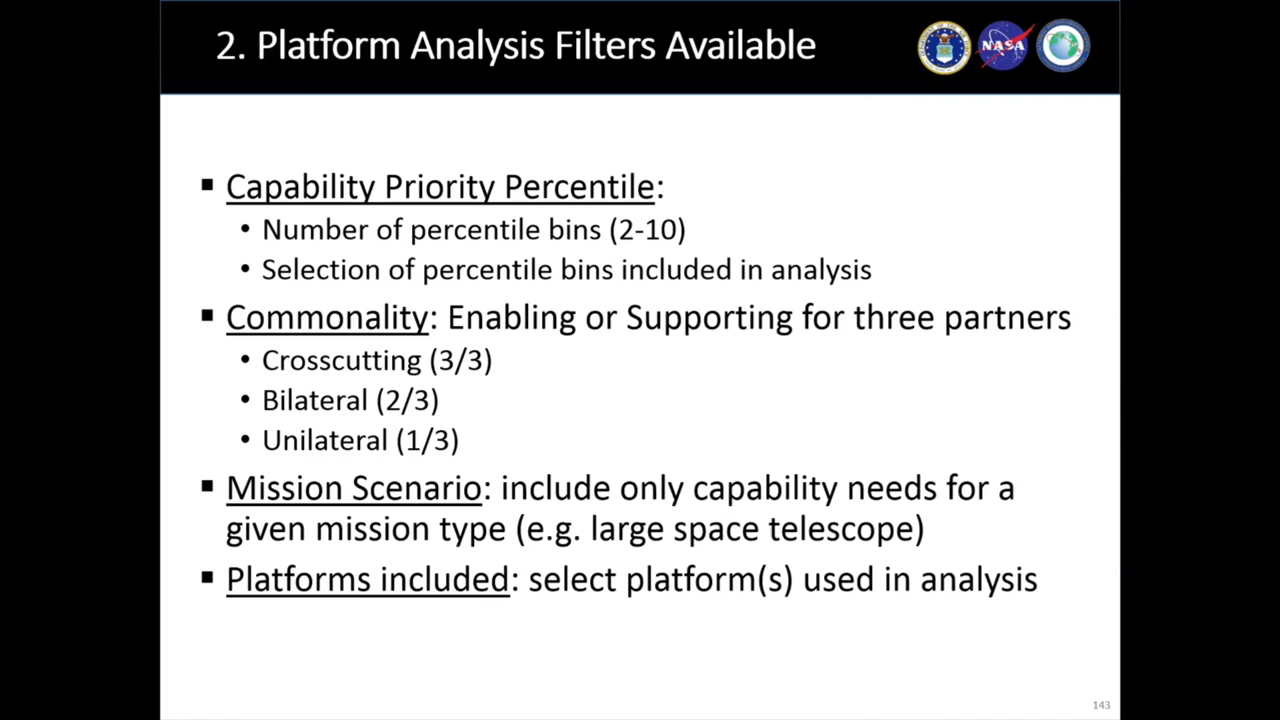 2. Platform Analysis Filters Available
NASA
▪ Capability Priority Percentile:
• Number of percentile bins (2-10)
• Selection of percentile bins included in analysis
▪ Commonality: Enabling or Supporting for three partners
• Crosscutting (3/3)
• Bilateral (2/3)
• Unilateral (1/3)
▪ Mission Scenario: include only capability needs for a
given mission type (e.g. large space telescope)
▪ Platforms included: select platform(s) used in analysis
143